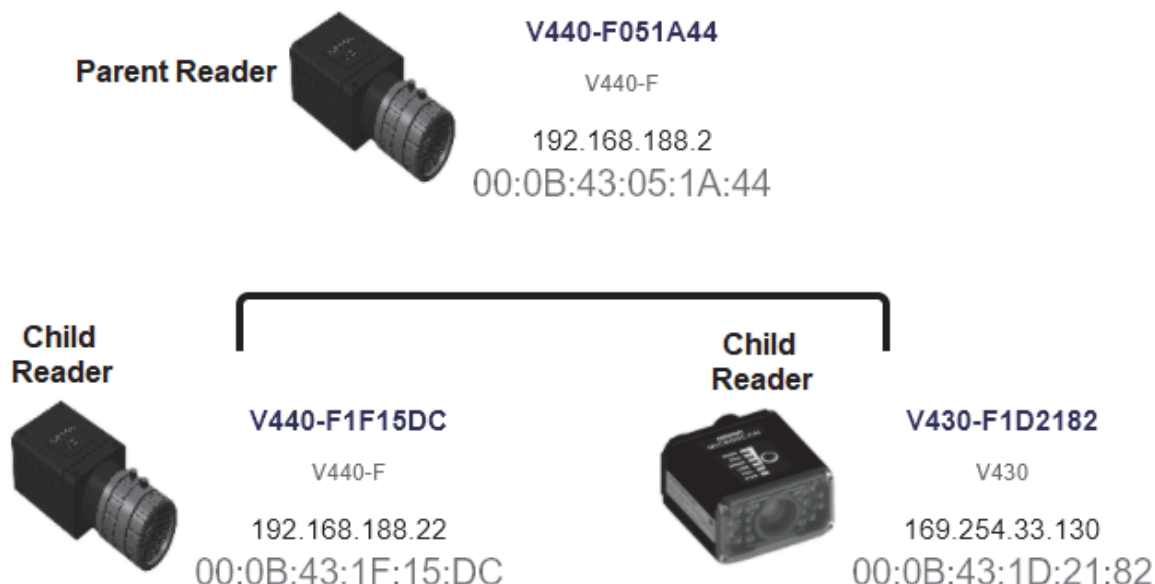 Parent Reader
V440-F051A44
V440-F
192.168.188.2
00:0B:43:05:1A:44
Child
Reader
V440-F1F15DC
V440-F
192.168.188.22
00:0B:43:1F:15:DC
Child
Reader
MICROSCAN
V430-F1D2182
V430
169.254.33.130
00:0B:43:1D:21:82